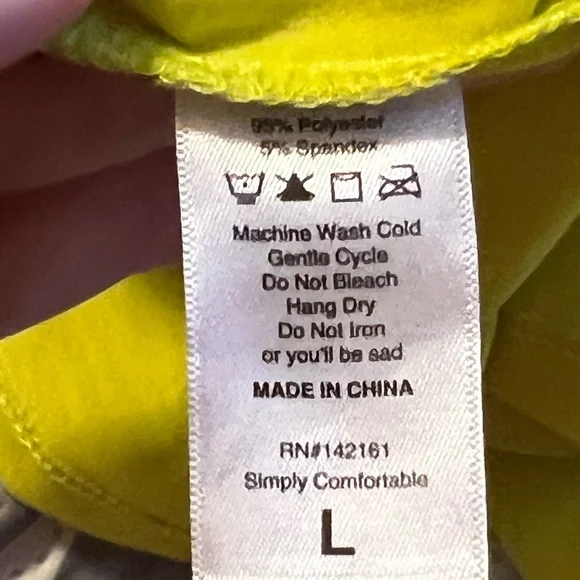 95% Polyester
5% Spandex
Machine Wash Cold
Gentle Cycle
Do Not Bleach
Hang Dry
Do Not Iron
or you'll be sad
MADE IN CHINA
RN#142161
Simply Comfortable
L